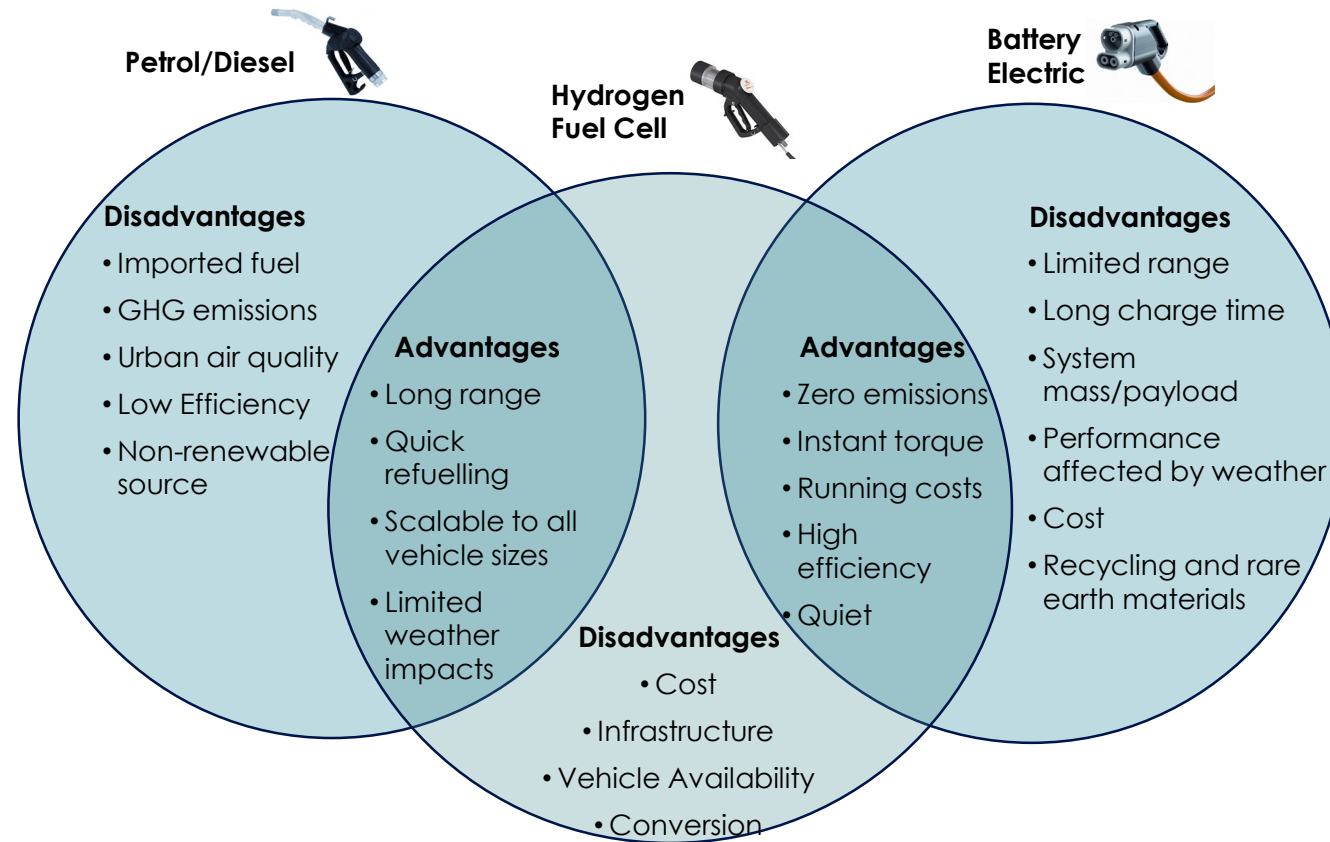 Petrol/Diesel
Hydrogen
Fuel Cell
Battery
Electric
Disadvantages
• Imported fuel
• GHG emissions
• Urban air quality
• Low Efficiency
• Non-renewable
source
Advantages
• Long range
• Quick
refuelling
• Scalable to all
vehicle sizes
• Limited
weather
impacts
Disadvantages
• Cost
• Infrastructure
• Vehicle Availability
• Conversion
Advantages
• Zero emissions
• Instant torque
• Running costs
• High
efficiency
• Quiet
Disadvantages
• Limited range
• Long charge time
• System
mass/payload
• Performance
affected by weather
• Cost
• Recycling and rare
earth materials